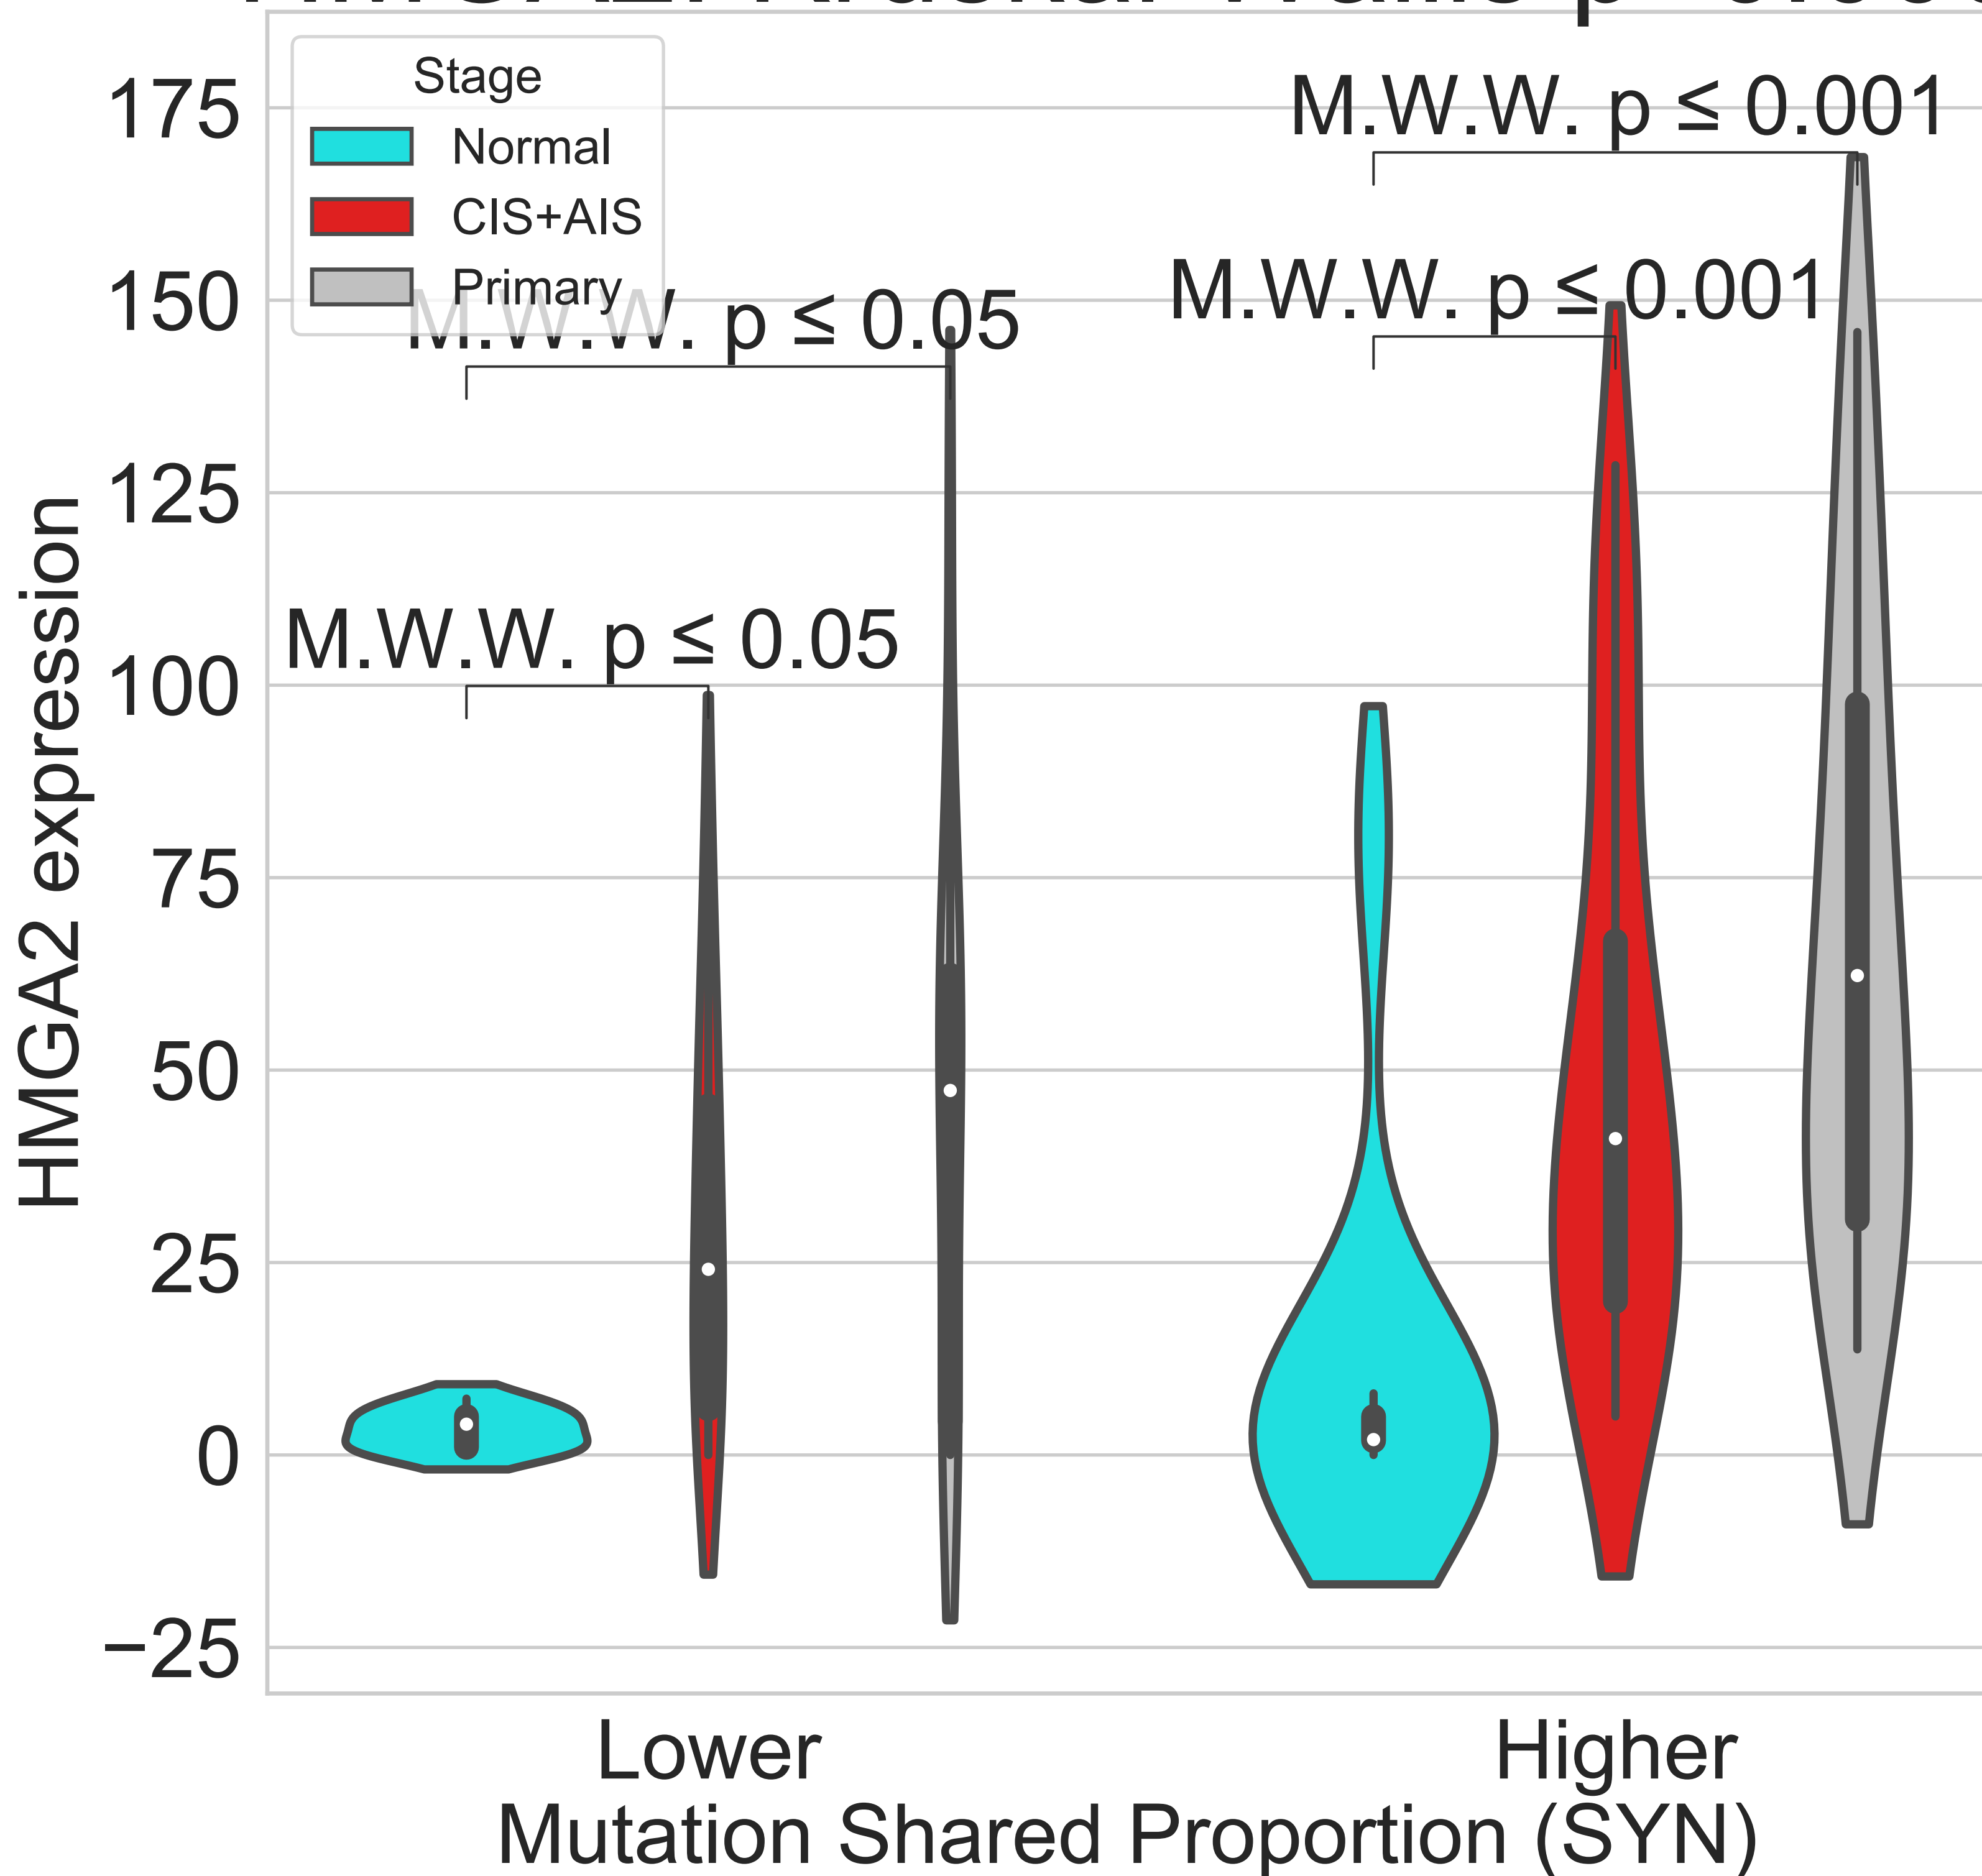 Stage
Normal
CIS+AIS
Primary
M.W.W. p ≤ 0.001
M.W.W. p ≤ 0.001
M.W.W. p ≤ 0.05
M.W.W. p ≤ 0.05
175
150
125
100
75
50
25
0
−25
HMGA2 expression
Lower
Higher
Mutation Shared Proportion (SYN)